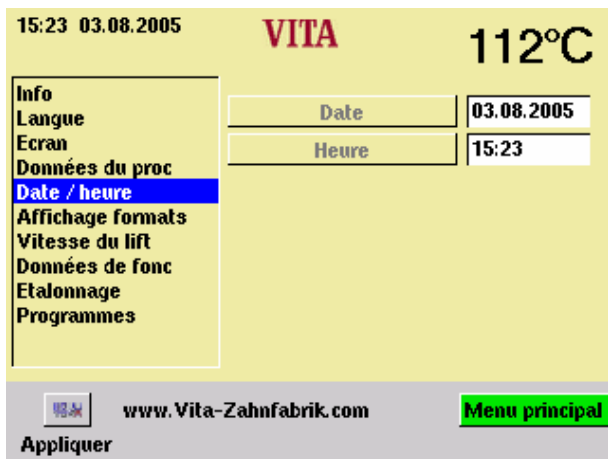 15:23 03.08.2005
VITA
112°C
Info
Langue
Ecran
Données du proc
Date / heure
Affichage formats
Vitesse du lift
Données de fonc
Etalonnage
Programmes
Date
03.08.2005
Heure
15:23
www.Vita-Zahnfabrik.com
Menu principal
Appliquer